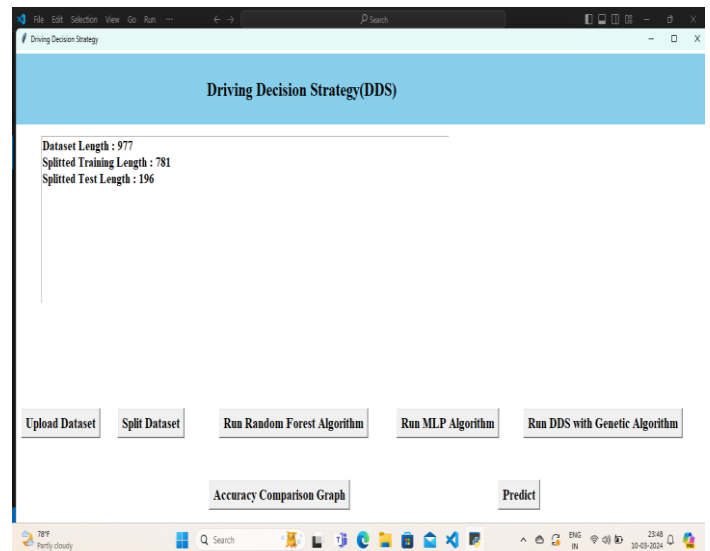 File Edit Selection View Go Run ... Search
Driving Decision Strategy
Driving Decision Strategy(DDS)
Dataset Length : 977
Splitted Training Length : 781
Splitted Test Length : 196
Upload Dataset Split Dataset Run Random Forest Algorithm Run MLP Algorithm Run DDS with Genetic Algorithm
Accuracy Comparison Graph Predict
78°F
Partly cloudy
Search
ENG
IN
23:48
10-03-2024